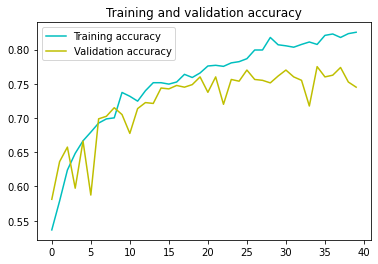 Training and validation accuracy
Training accuracy
Validation accuracy
0.80
0.75
0.70
0.65
0.60
0.55
0 5 10 15 20 25 30 35 40